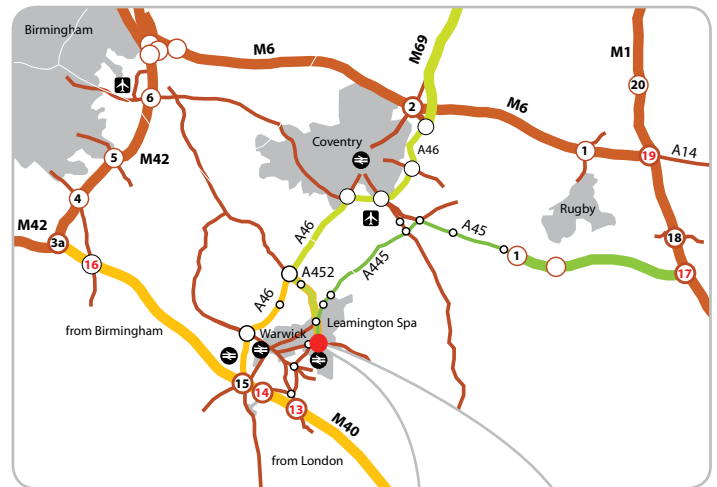 Birmingham
M6
M69
M1
20
6
2
M6
Coventry
A46
1
19
A14
5
M42
4
Rugby
M42
3a
16
A46
A45
18
1
17
A452
A445
A46
from Birmingham
Warwick
Leamington Spa
15
14
13
M40
from London